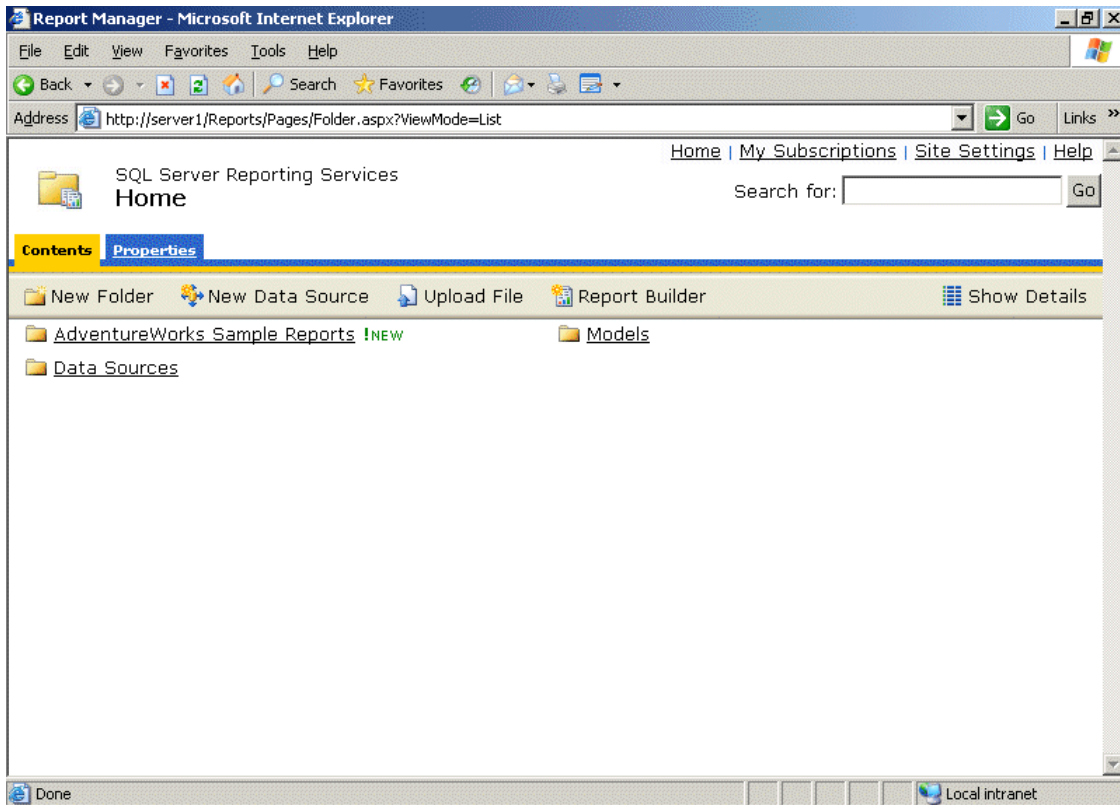 Report Manager - Microsoft Internet Explorer
File Edit View Favorites Tools Help
Back Search Favorites
Address http://server1/Reports/Pages/Folder.aspx?ViewMode=List Go Links »
Home | My Subscriptions | Site Settings | Help
SQL Server Reporting Services
Home
Search for: Go
Contents Properties
New Folder New Data Source Upload File Report Builder Show Details
AdventureWorks Sample Reports !NEW Models
Data Sources
Done Local intranet